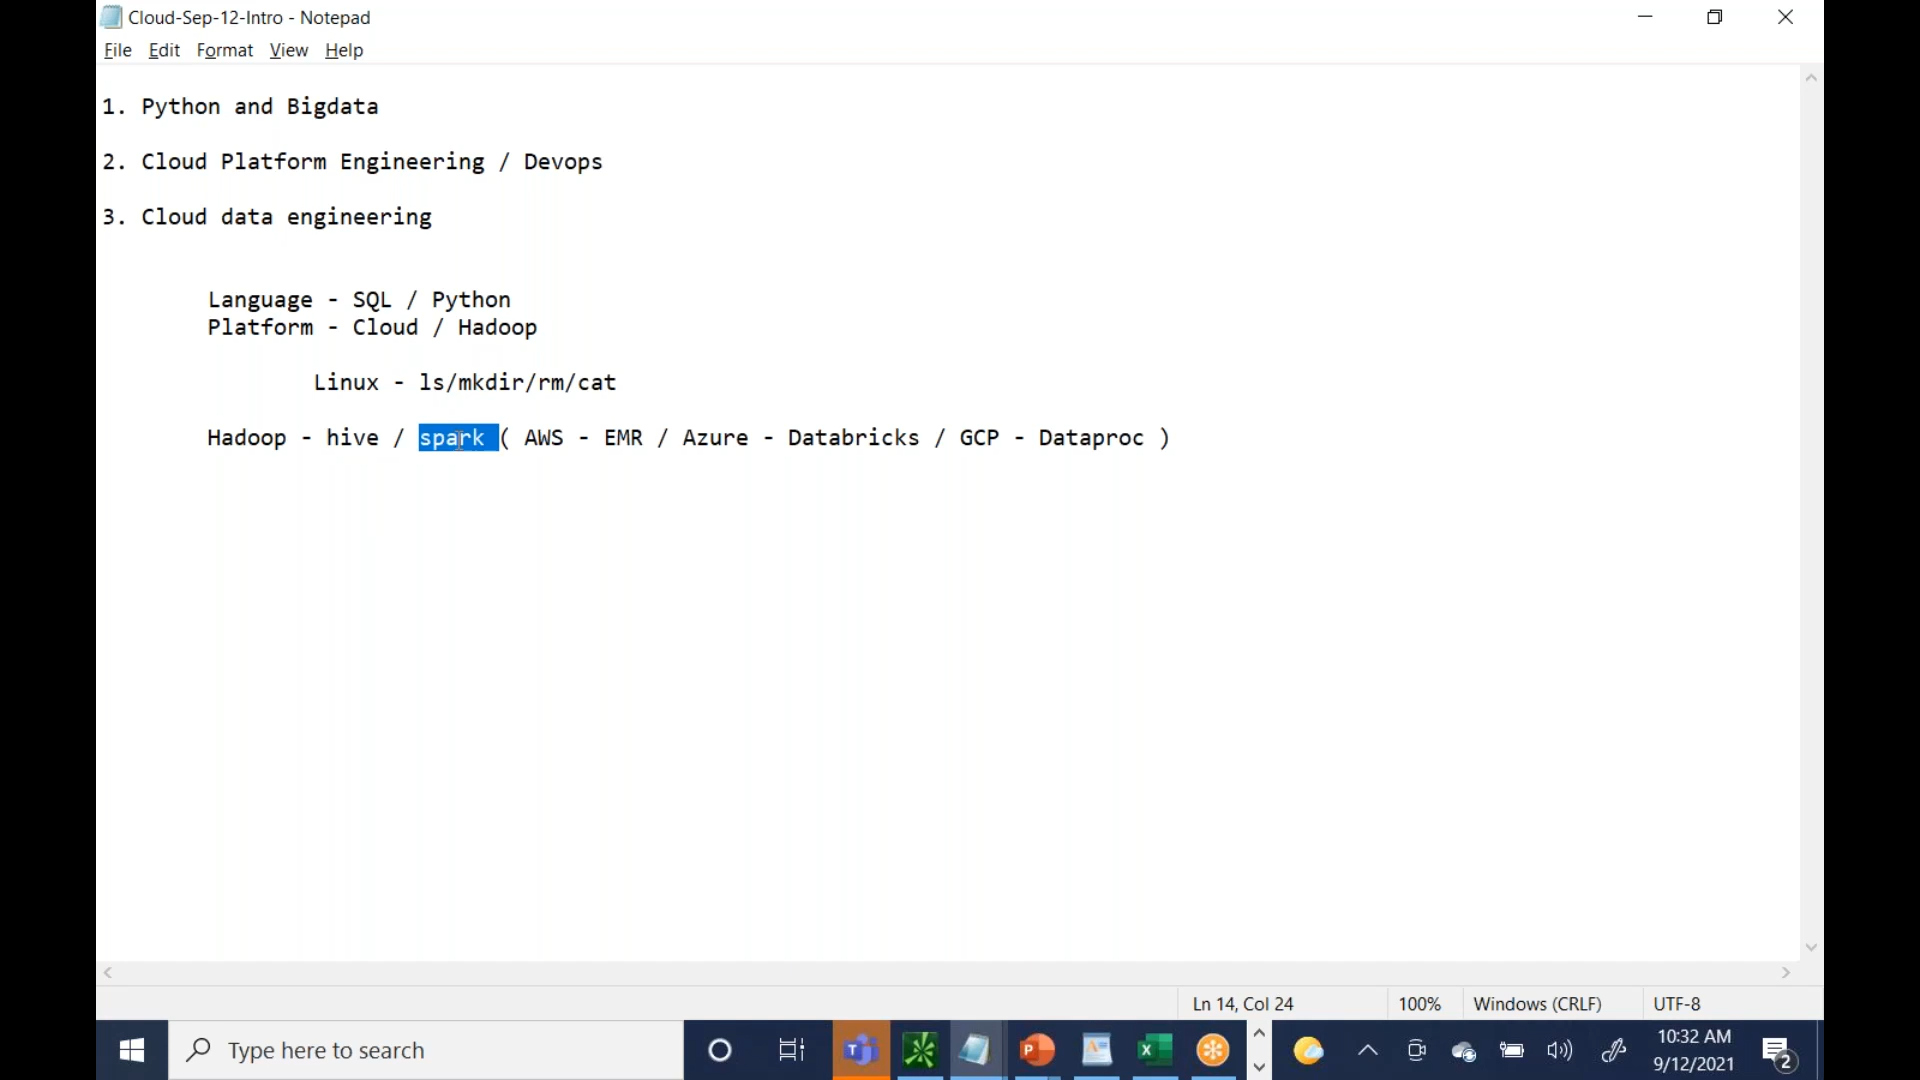 Cloud-Sep-12-Intro - Notepad
File Edit Format View Help
1. Python and Bigdata
2. Cloud Platform Engineering / Devops
3. Cloud data engineering
Language - SQL / Python
Platform - Cloud / Hadoop
Linux - ls/mkdir/rm/cat
Hadoop - hive / spark ( AWS - EMR / Azure - Databricks / GCP - Dataproc )
Ln 14, Col 24 100% Windows (CRLF) UTF-8
Type here to search
10:32 AM
9/12/2021
2